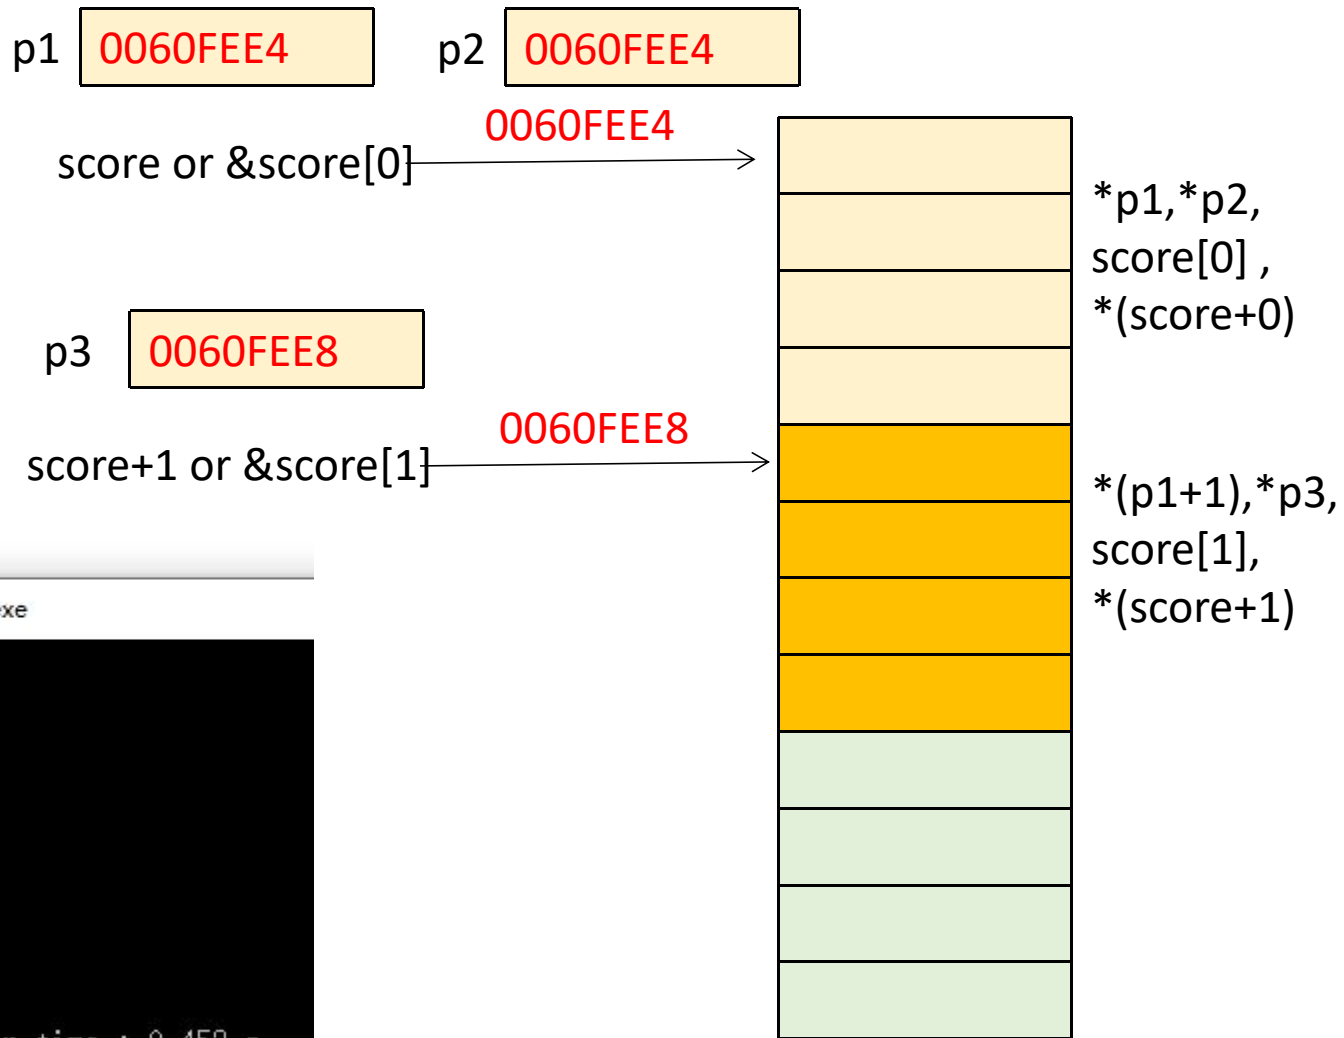 p1 0060FEE4 p2 0060FEE4
0060FEE4
score or &score[0]
*p1,*p2,
score[0] ,
*(score+0)
p3 0060FEE8
0060FEE8
score+1 or &score[1]
*(p1+1),*p3,
score[1],
*(score+1)